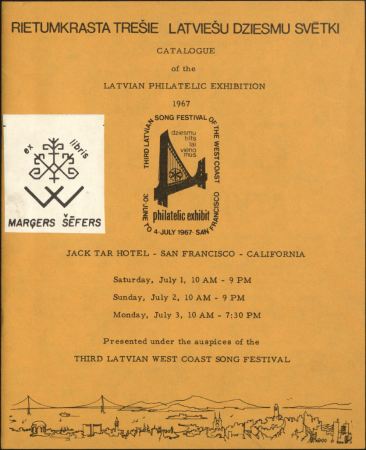 RIETUMKRASTA TREŠIE LATVIEŠU DZIESMU SVĒTKI
CATALOGUE
of the
LATVIAN PHILATELIC EXHIBITION
1967
THIRD LATVIAN SONG FESTIVAL OF THE WEST COAST
dziesmu
tilts
lai
vieno
mūs
philatelic exhibit
30 JUNE TO 4 JULY 1967 SAN FRANCISCO
ex libris
MARGERS ŠĒFERS
JACK TAR HOTEL - SAN FRANCISCO - CALIFORNIA
Saturday, July 1, 10 AM - 9 PM
Sunday, July 2, 10 AM - 9 PM
Monday, July 3, 10 AM - 7:30 PM
Presented under the auspices of the
THIRD LATVIAN WEST COAST SONG FESTIVAL